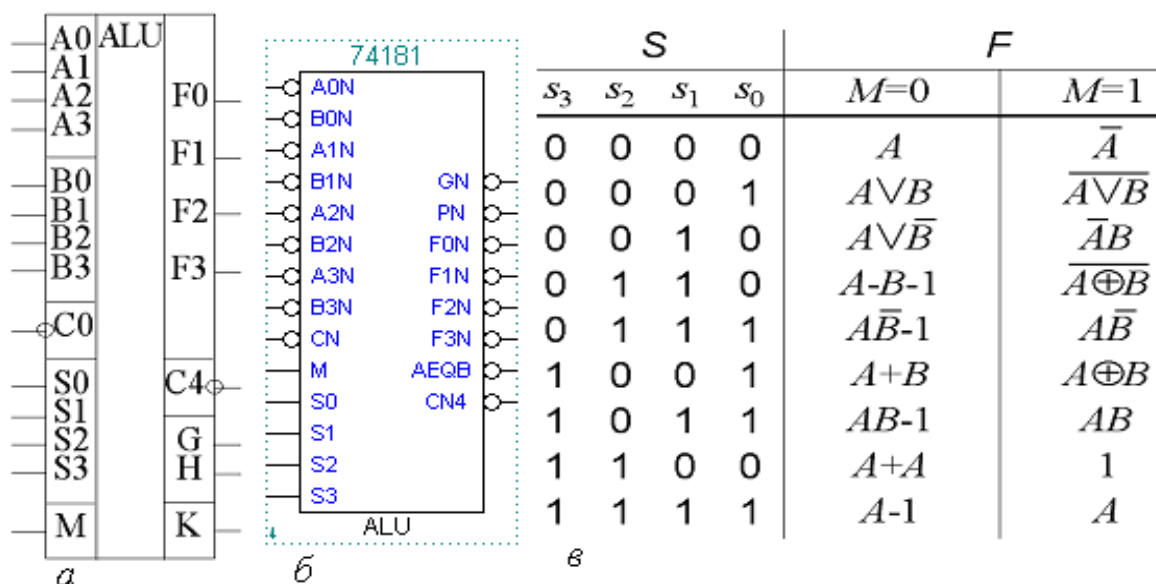 A0 ALU
A1
A2
A3
B0
B1
B2
B3
C0
S0
S1
S2
S3
M
F0
F1
F2
F3
C4
G
H
K
а
74181
A0N
B0N
A1N
B1N
A2N
B2N
A3N
B3N
CN
M
S0
S1
S2
S3
GN
PN
F0N
F1N
F2N
F3N
AEQB
CN4
ALU
б
S F
s₃ s₂ s₁ s₀ M=0 M=1
0 0 0 0 A A̅
0 0 0 1 A∨B A̅∨̅B̅
0 0 1 0 A∨B̅ A̅B
0 1 1 0 A-B-1 A̅⊕̅B̅
0 1 1 1 AB̅-1 AB̅
1 0 0 1 A+B A⊕B
1 0 1 1 AB-1 AB
1 1 0 0 A+A 1
1 1 1 1 A-1 A
в